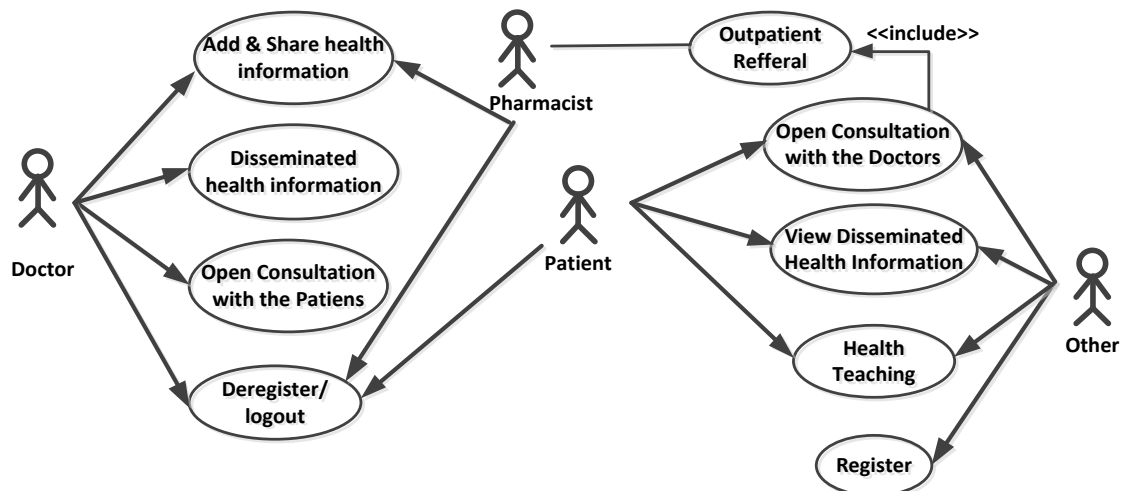 Add & Share health
information
Outpatient
Refferal
<<include>>
Pharmacist
Open Consultation
with the Doctors
Disseminated
health information
Doctor
Patient
View Disseminated
Health Information
Open Consultation
with the Patiens
Other
Health
Teaching
Deregister/
logout
Register